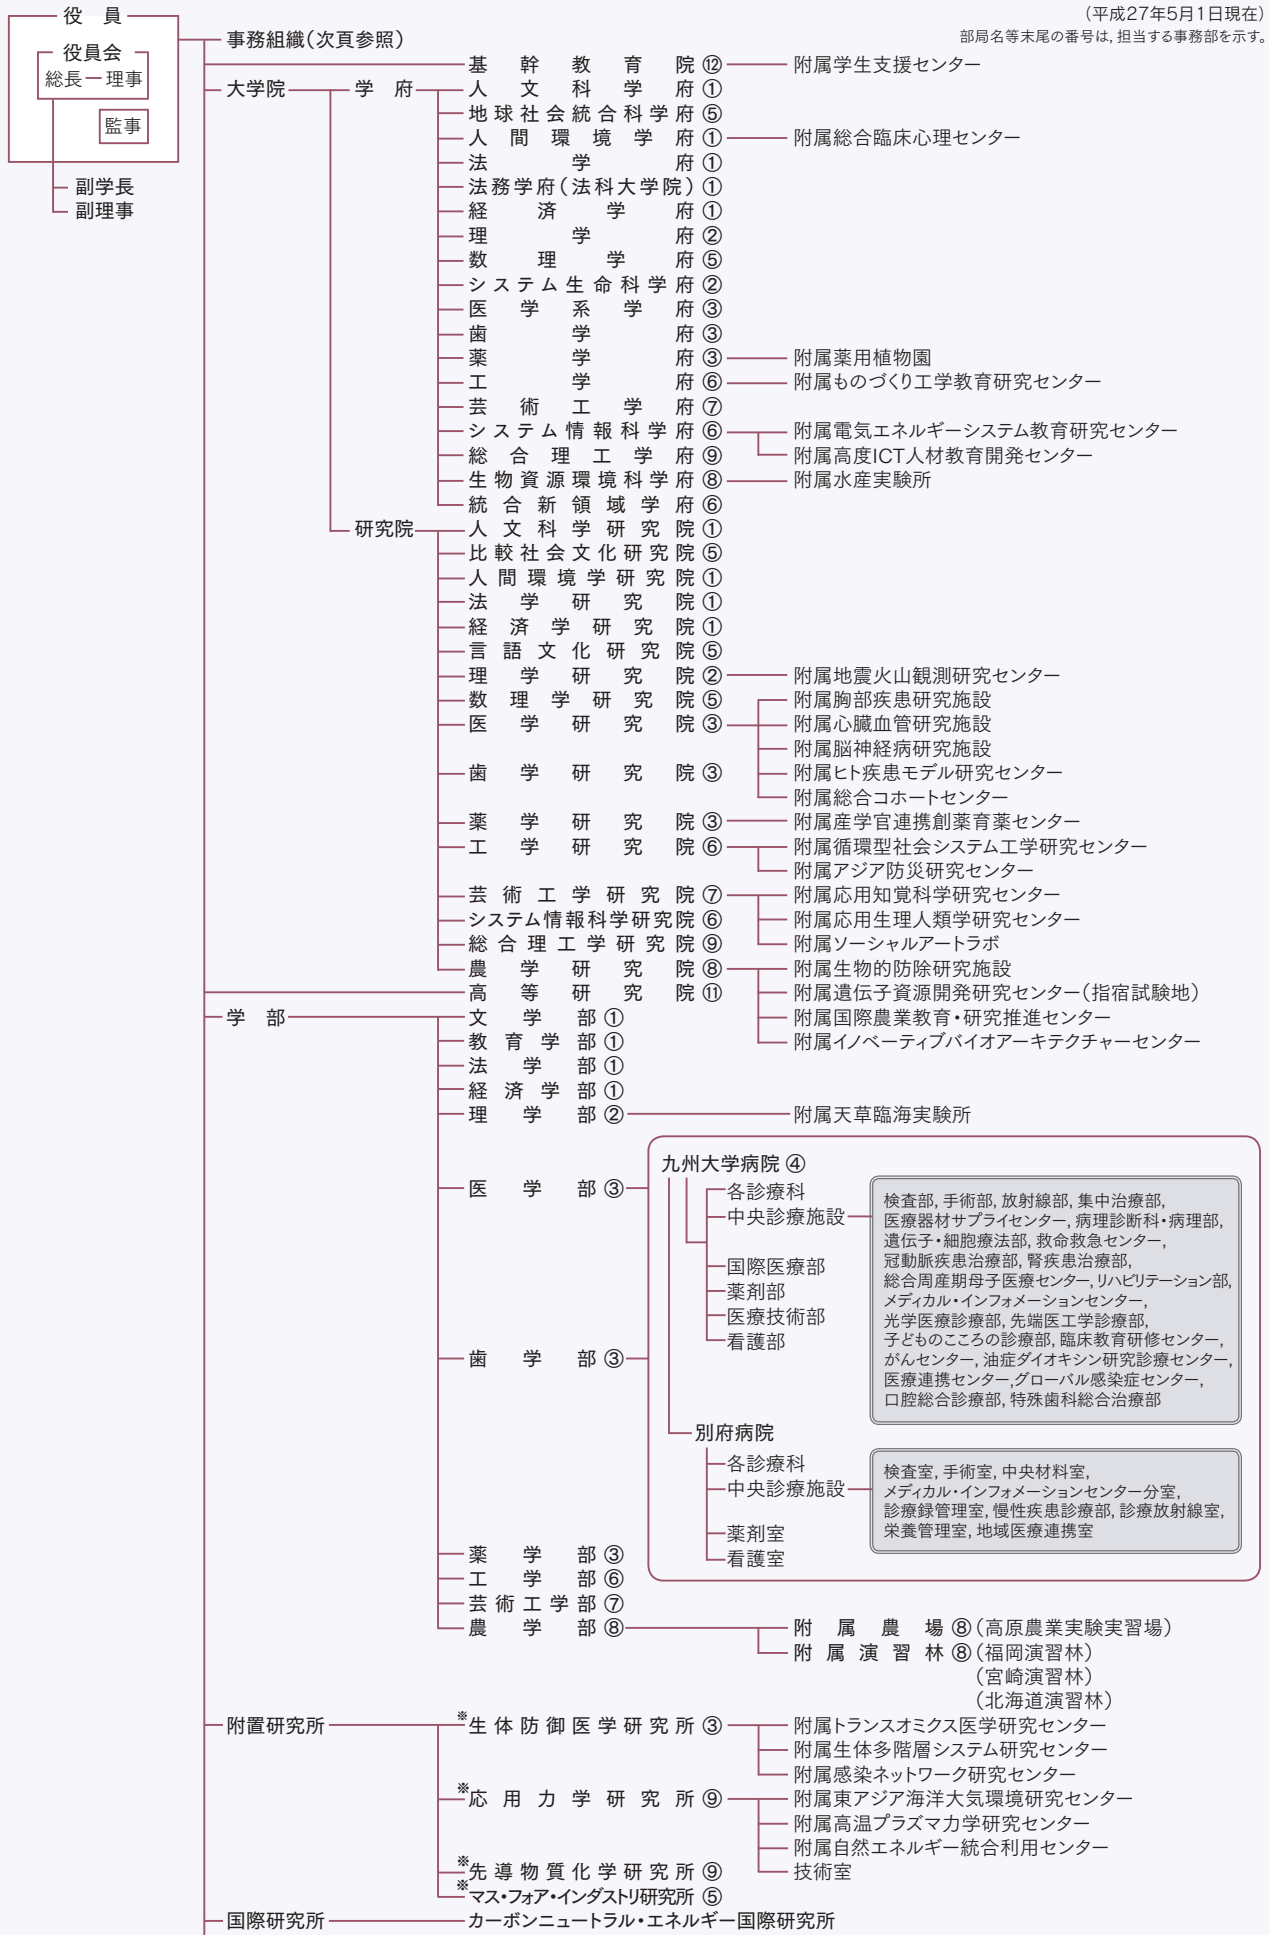 (平成27年5月1日現在)
部局名等末尾の番号は,担当する事務部を示す。
役 員
役員会
総長 理事
監事
副学長
副理事
事務組織(次頁参照)
基幹教育院⑫ 附属学生支援センター
大学院 学 府 人文科学府①
地球社会統合科学府⑤
人間環境学府① 附属総合臨床心理センター
法学府①
法務学府(法科大学院)①
経済学府①
理学府②
数理学府⑤
システム生命科学府②
医学系学府③
歯学府③
薬学府③ 附属薬用植物園
工学府⑥ 附属ものづくり工学教育研究センター
芸術工学府⑦
システム情報科学府⑥ 附属電気エネルギーシステム教育研究センター
総合理工学府⑨ 附属高度ICT人材教育開発センター
生物資源環境科学府⑧ 附属水産実験所
統合新領域学府⑥
研究院 人文科学研究院①
比較社会文化研究院⑤
人間環境学研究院①
法学研究院①
経済学研究院①
言語文化研究院⑤
理学研究院② 附属地震火山観測研究センター
数理学研究院⑤ 附属胸部疾患研究施設
医学研究院③ 附属心臓血管研究施設
附属脳神経病研究施設
歯学研究院③ 附属ヒト疾患モデル研究センター
附属総合コホートセンター
薬学研究院③ 附属産学官連携創薬育薬センター
工学研究院⑥ 附属循環型社会システム工学研究センター
附属アジア防災研究センター
芸術工学研究院⑦ 附属応用知覚科学研究センター
システム情報科学研究院⑥ 附属応用生理人類学研究センター
総合理工学研究院⑨ 附属ソーシャルアートラボ
農学研究院⑧ 附属生物的防除研究施設
高等研究院⑪ 附属遺伝子資源開発研究センター(指宿試験地)
学 部 文学部① 附属国際農業教育・研究推進センター
教育学部① 附属イノベーティブバイオアーキテクチャーセンター
法学部①
経済学部①
理学部② 附属天草臨海実験所
医学部③
九州大学病院④
各診療科
中央診療施設
検査部, 手術部, 放射線部, 集中治療部,
医療器材サプライセンター, 病理診断科・病理部,
遺伝子・細胞療法部, 救命救急センター,
冠動脈疾患治療部, 腎疾患治療部,
総合周産期母子医療センター, リハビリテーション部,
メディカル・インフォメーションセンター,
光学医療診療部, 先端医工学診療部,
子どものこころの診療部, 臨床教育研修センター,
がんセンター, 油症ダイオキシン研究診療センター,
医療連携センター,グローバル感染症センター,
口腔総合診療部, 特殊歯科総合治療部
国際医療部
薬剤部
医療技術部
看護部
歯学部③
別府病院
各診療科
中央診療施設
検査室, 手術室, 中央材料室,
メディカル・インフォメーションセンター分室,
診療録管理室, 慢性疾患診療部, 診療放射線室,
栄養管理室, 地域医療連携室
薬剤室
看護室
薬学部③
工学部⑥
芸術工学部⑦
農学部⑧ 附属農場⑧(高原農業実験実習場)
附属演習林⑧(福岡演習林)
(宮崎演習林)
(北海道演習林)
附置研究所 ※生体防御医学研究所③ 附属トランスオミクス医学研究センター
附属生体多階層システム研究センター
附属感染ネットワーク研究センター
※応用力学研究所⑨ 附属東アジア海洋大気環境研究センター
附属高温プラズマ力学研究センター
附属自然エネルギー統合利用センター
※先導物質化学研究所⑨ 技術室
※マス・フォア・インダストリ研究所⑤
国際研究所 カーボンニュートラル・エネルギー国際研究所